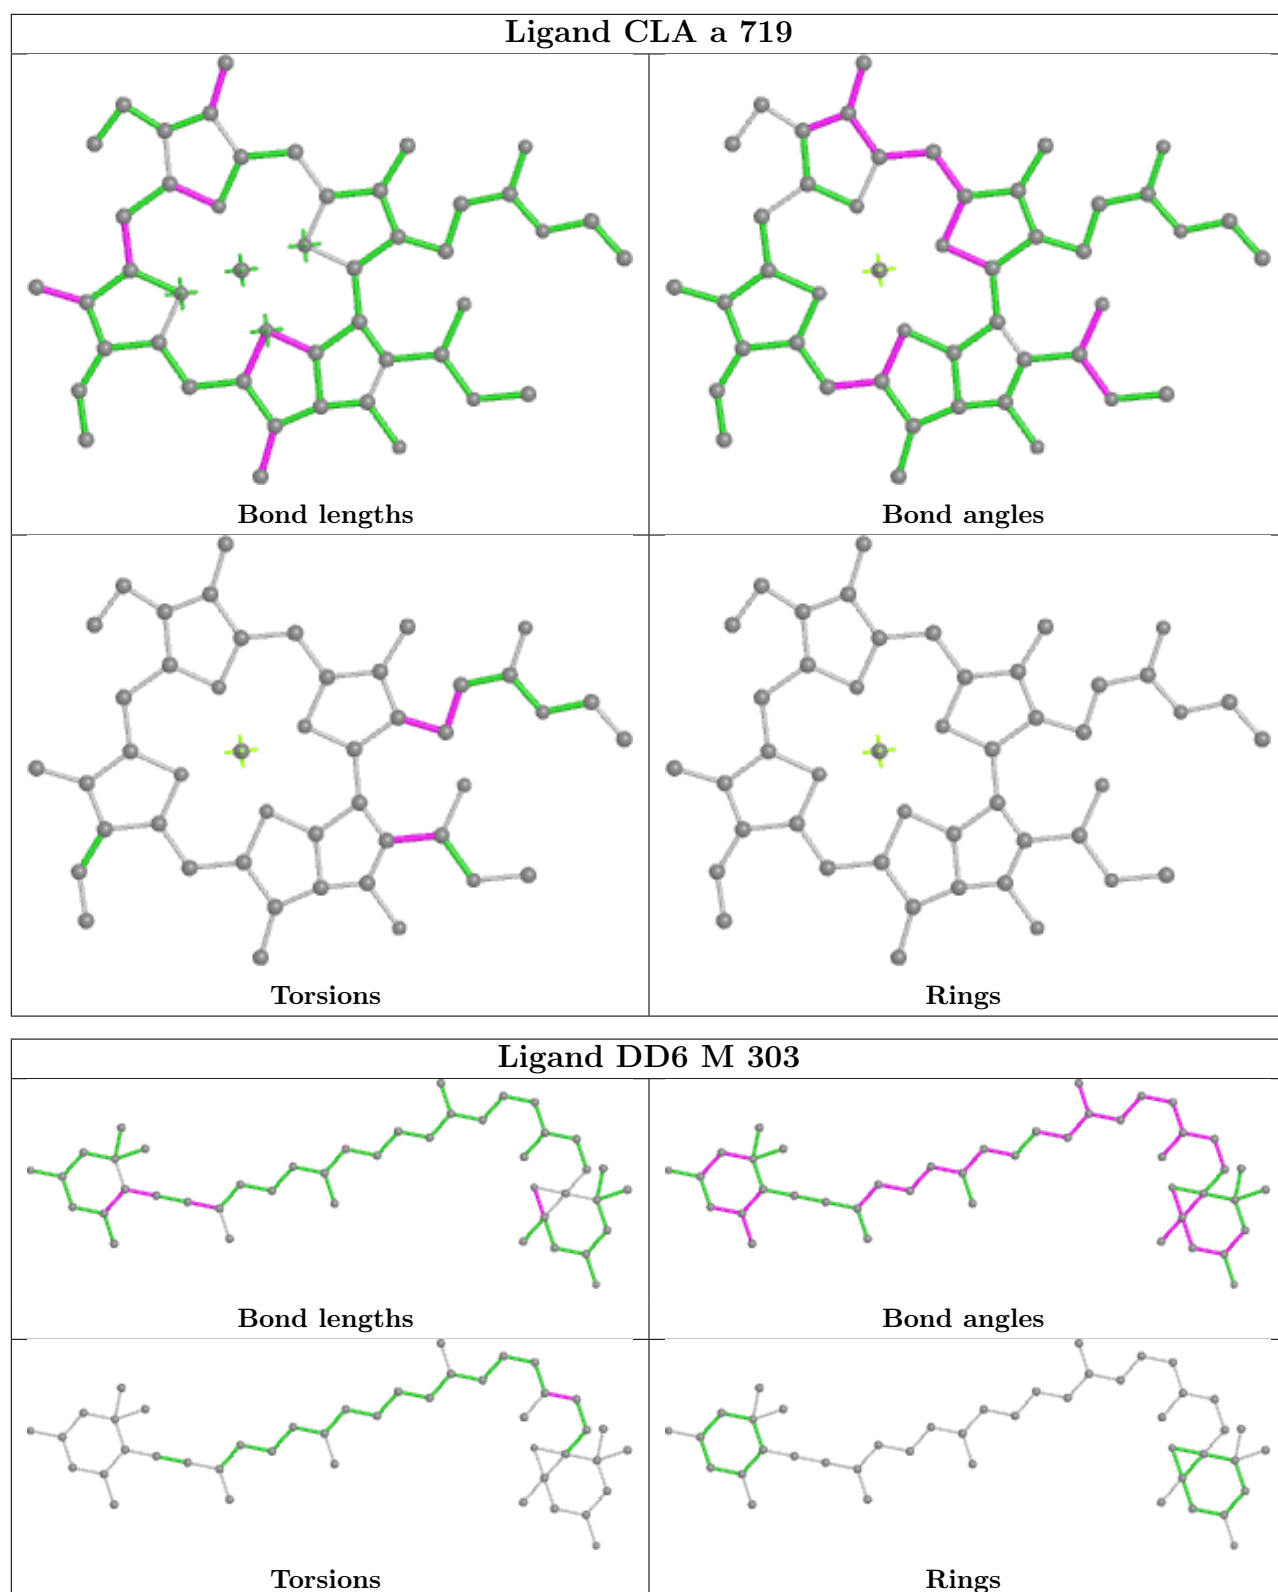 Ligand CLA a 719
Bond lengths
Bond angles
Torsions
Rings
Ligand DD6 M 303
Bond lengths
Bond angles
Torsions
Rings